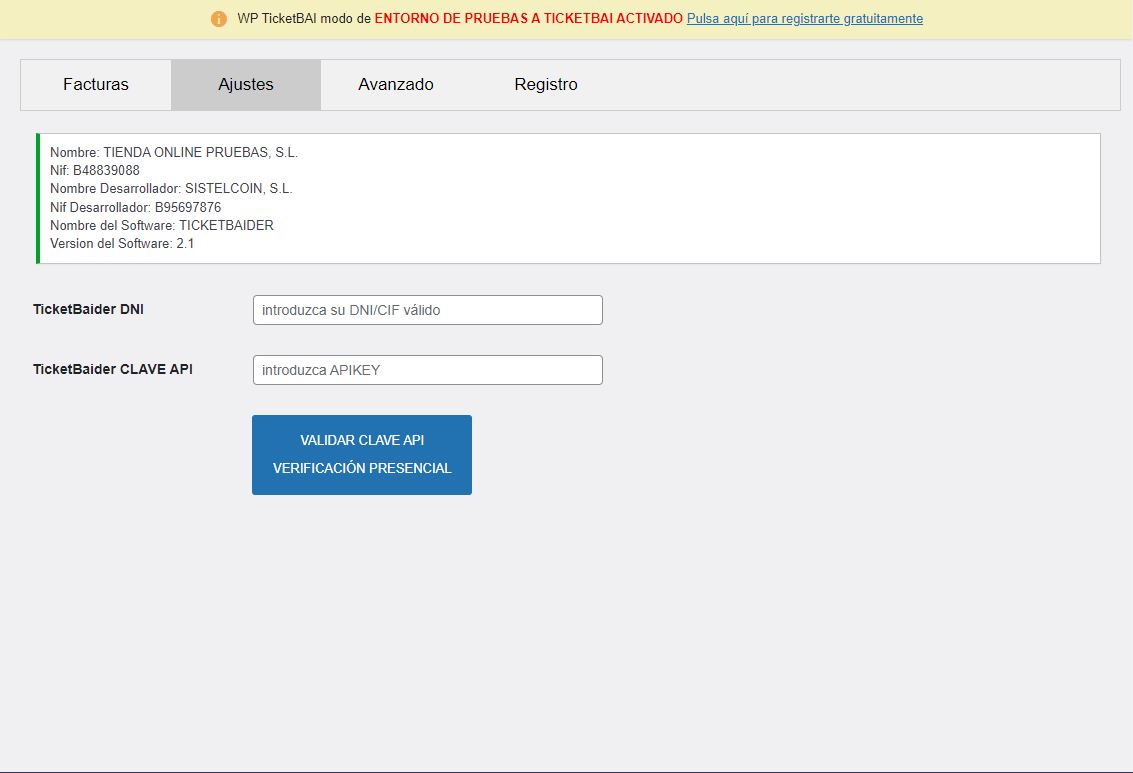 WP TicketBAI modo de ENTORNO DE PRUEBAS A TICKETBAI ACTIVADO Pulsa aquí para registrarte gratuitamente
Facturas Ajustes Avanzado Registro
Nombre: TIENDA ONLINE PRUEBAS, S.L.
Nif: B48839088
Nombre Desarrollador: SISTELCOIN, S.L.
Nif Desarrollador: B95697876
Nombre del Software: TICKETBAIDER
Version del Software: 2.1
TicketBaider DNI introduzca su DNI/CIF válido
TicketBaider CLAVE API introduzca APIKEY
VALIDAR CLAVE API
VERIFICACIÓN PRESENCIAL